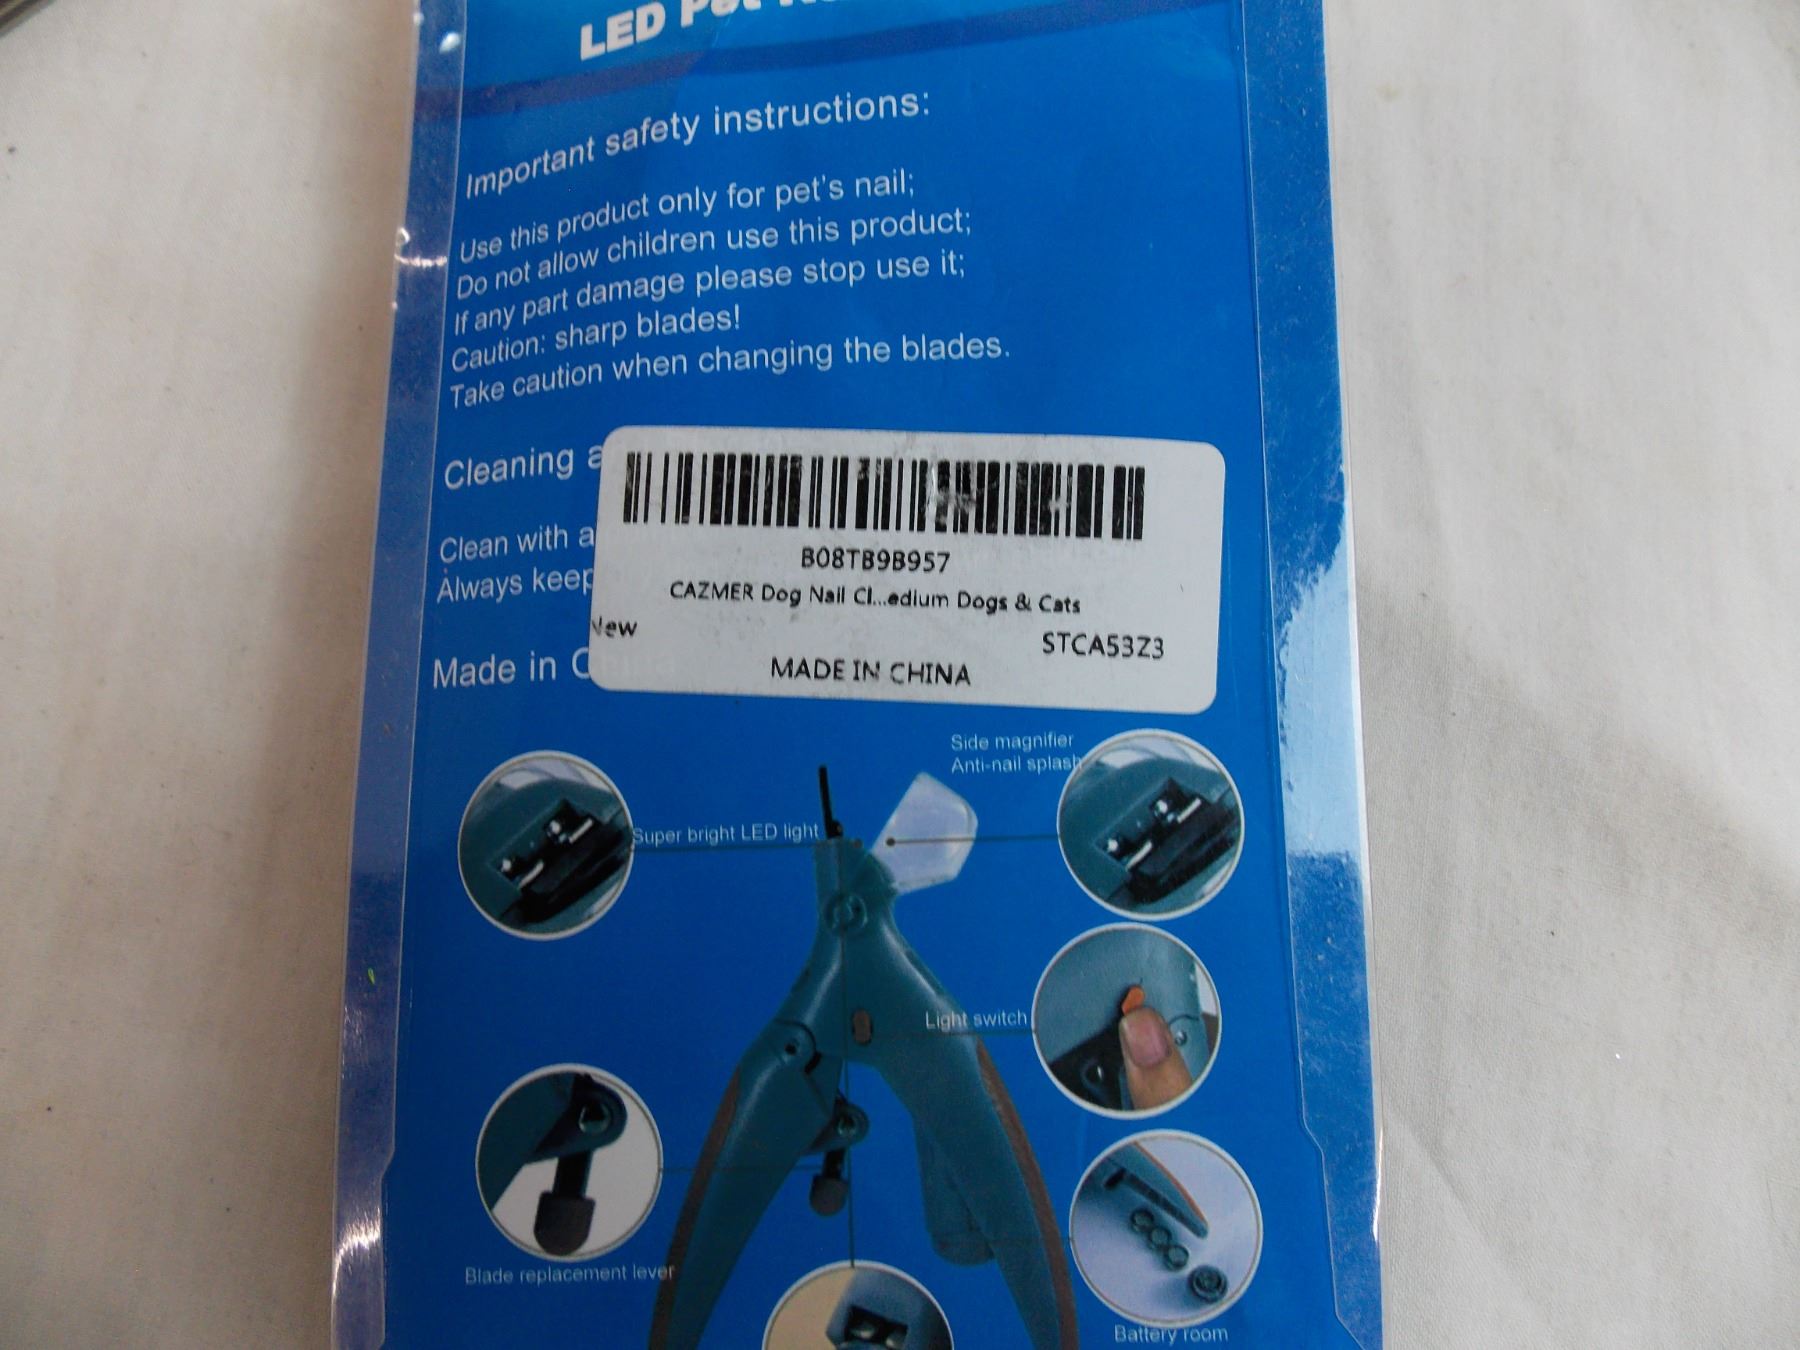 LED Pet
Important safety instructions:
Use this product only for pet's nail;
Do not allow children use this product;
If any part damage please stop use it;
Caution: sharp blades!
Take caution when changing the blades.
Cleaning a
B08TB9B957
Clean with a
CAZMER Dog Nail Cl...edium Dogs & Cats
Always keep
New
STCA53Z3
Made in China
MADE IN CHINA
Side magnifier
Anti-nail splash
Super bright LED light
Light switch
Blade replacement lever
Battery room